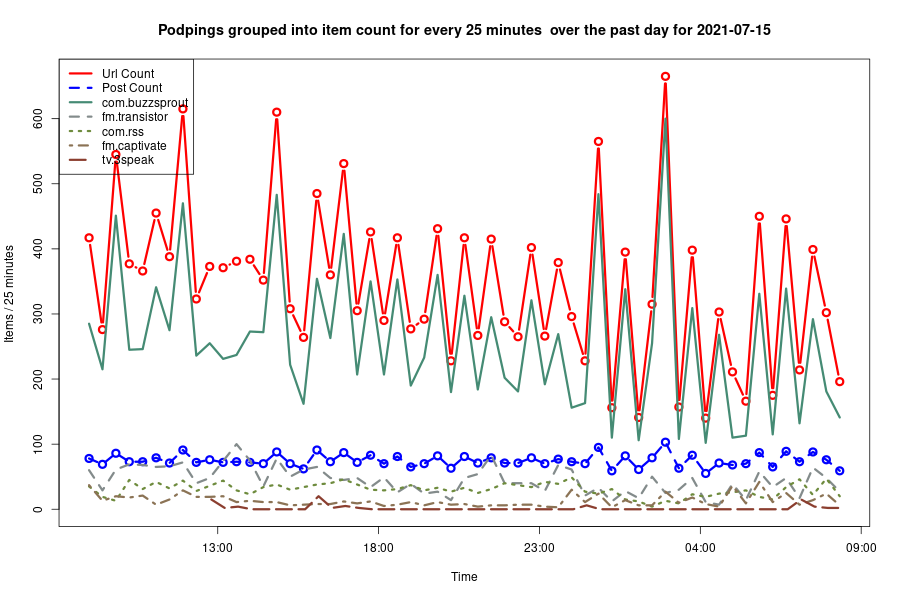 Podpings grouped into item count for every 25 minutes  over the past day for 2021-07-15
Url Count
Post Count
com.buzzsprout
fm.transistor
com.rss
fm.captivate
tv.3speak
Items / 25 minutes
600
500
400
300
200
100
0
13:00
18:00
23:00
04:00
09:00
Time